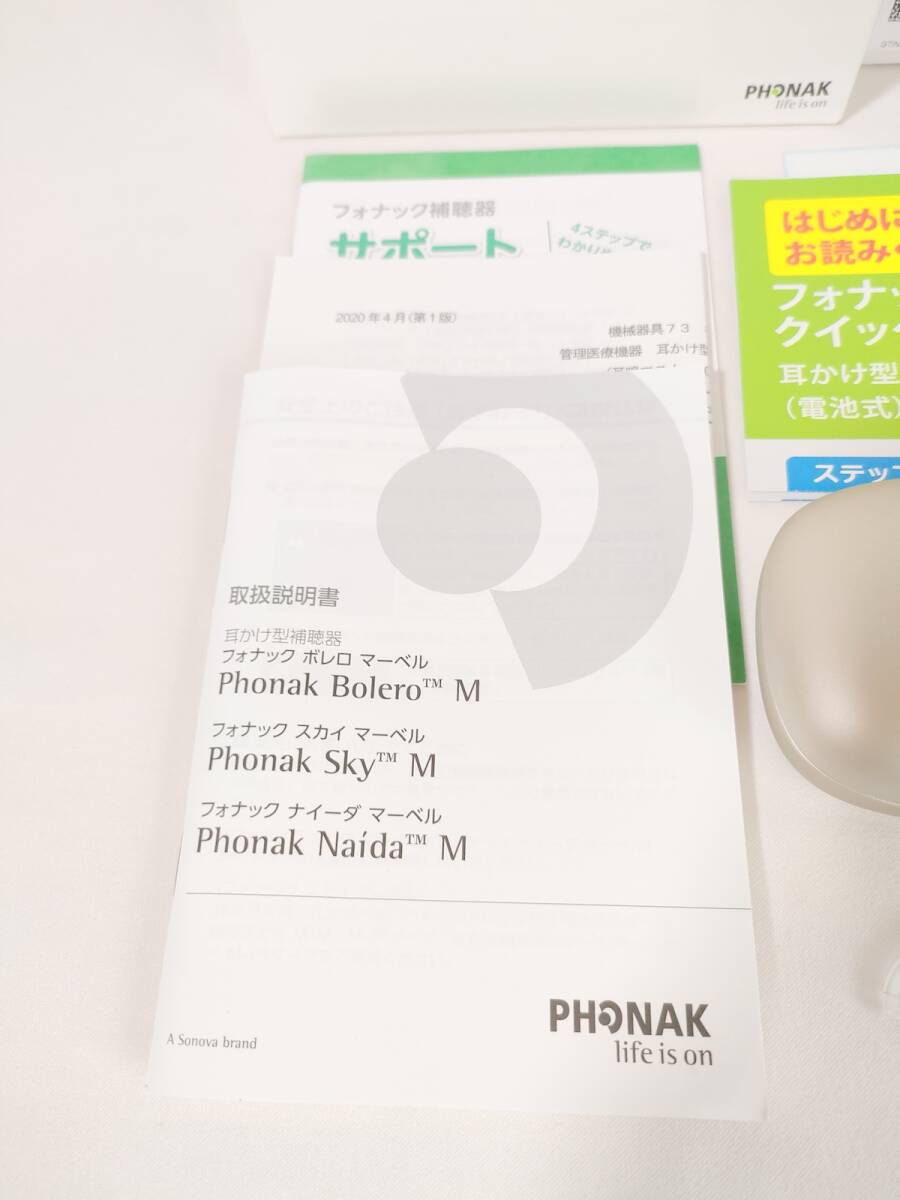 PHONAK
life is on
フォナック補聴器
サポート
4ステップで
はじめに
お読み
フォナッ
クイック
耳かけ型
(電池式)
ステップ
2020年4月(第1版)
機械器具73
管理医療機器 耳かけ型
取扱説明書
耳かけ型補聴器
フォナック ボレロ マーベル
Phonak Bolero™ M
フォナック スカイ マーベル
Phonak Sky™ M
フォナック ナイーダ マーベル
Phonak Naída™ M
A Sonova brand
PHONAK
life is on